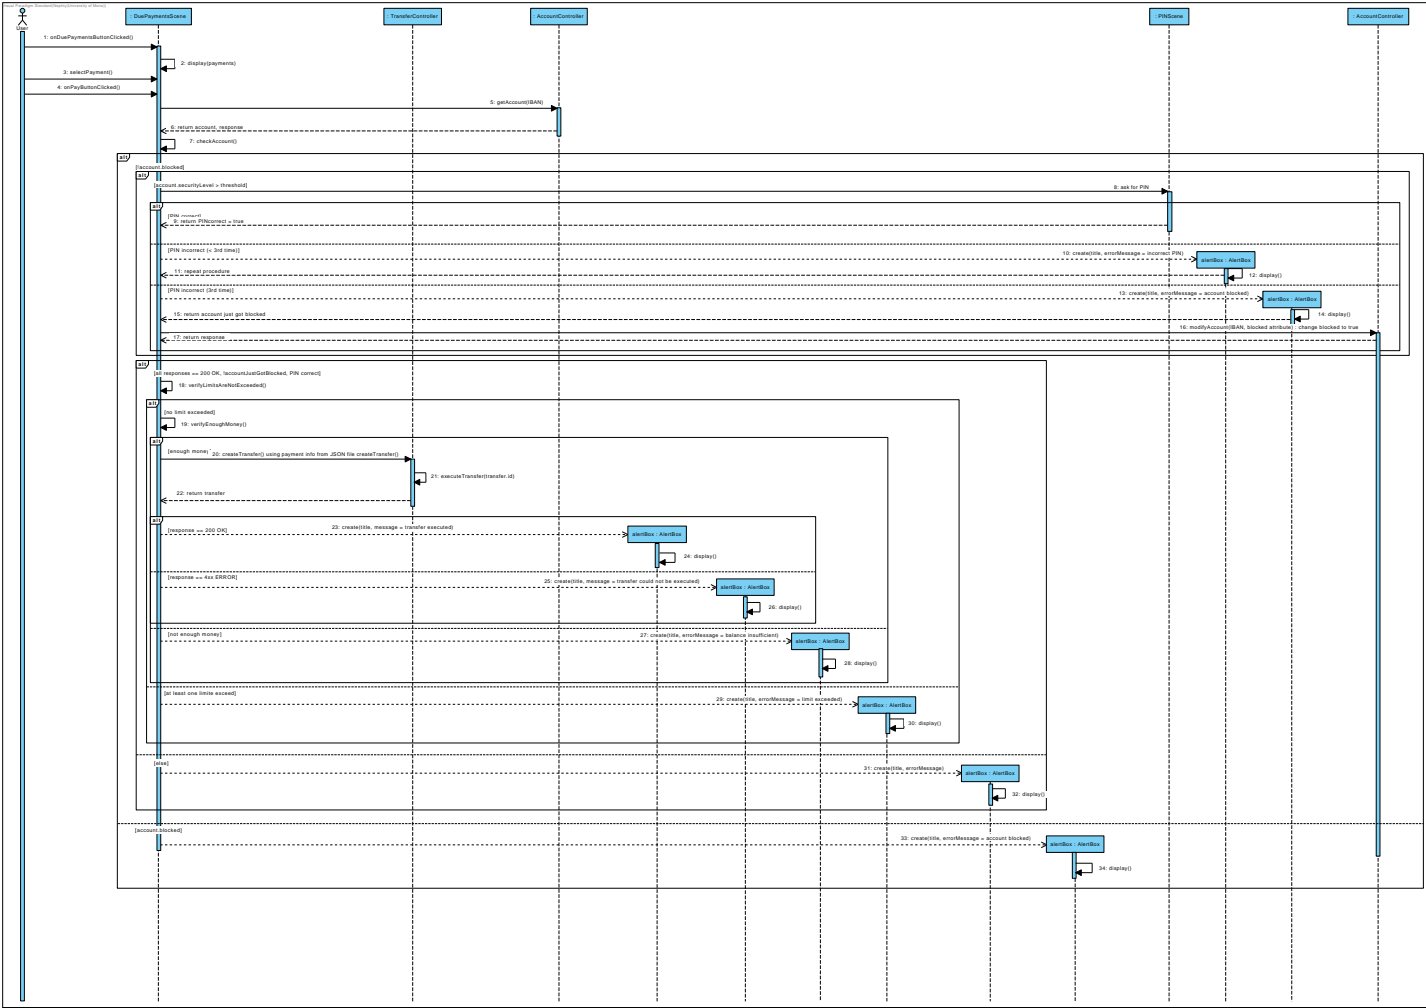 Visual Paradigm Standard(Stephy(University of Mons))
User
: DuePaymentsScene
: TransferController
: AccountController
: PINScene
: AccountController
1: onDuePaymentsButtonClicked()
2: display(payments)
3: selectPayment()
4: onPayButtonClicked()
5: getAccount(IBAN)
6: return account, response
7: checkAccount()
alt
[!account.blocked]
alt
[account.securityLevel > threshold]
8: ask for PIN
alt
[PIN correct]
9: return PINcorrect = true
[PIN incorrect (< 3rd time)]
10: create(title, errorMessage = incorrect PIN)
alertBox : AlertBox
11: repeat procedure
12: display()
[PIN incorrect (3rd time)]
13: create(title, errorMessage = account blocked)
alertBox : AlertBox
15: return account just got blocked
14: display()
16: modifyAccount(IBAN, blocked attribute) : change blocked to true
17: return response
alt
[all responses == 200 OK, !accountJustGotBlocked, PIN correct]
18: verifyLimitsAreNotExceeded()
alt
[no limit exceeded]
19: verifyEnoughMoney()
alt
[enough money
20: createTransfer() using payment info from JSON file createTransfer()
21: executeTransfer(transfer.id)
22: return transfer
alt
[response == 200 OK]
23: create(title, message = transfer executed)
alertBox : AlertBox
24: display()
[response == 4xx ERROR]
25: create(title, message = transfer could not be executed)
alertBox : AlertBox
26: display()
[not enough money]
27: create(title, errorMessage = balance insufficient)
alertBox : AlertBox
28: display()
[at least one limite exceed]
29: create(title, errorMessage = limit exceeded)
alertBox : AlertBox
30: display()
[else]
31: create(title, errorMessage)
alertBox : AlertBox
32: display()
[account.blocked]
33: create(title, errorMessage = account blocked)
alertBox : AlertBox
34: display()